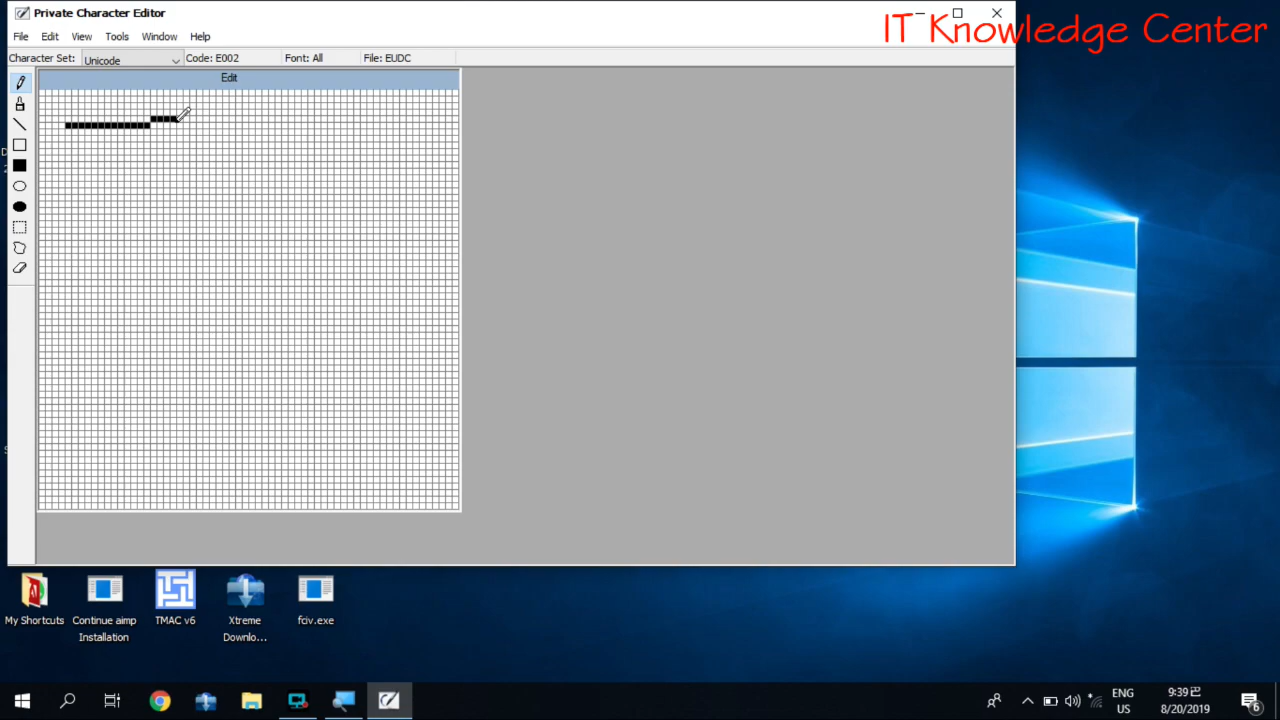 Private Character Editor
IT Knowledge Center
File Edit View Tools Window Help
Character Set: Unicode Code: E002 Font: All File: EUDC
Edit
My Shortcuts
Continue aimp
Installation
TMAC v6
Xtreme
Downlo...
fciv.exe
ENG
US
9:39
8/20/2019
6